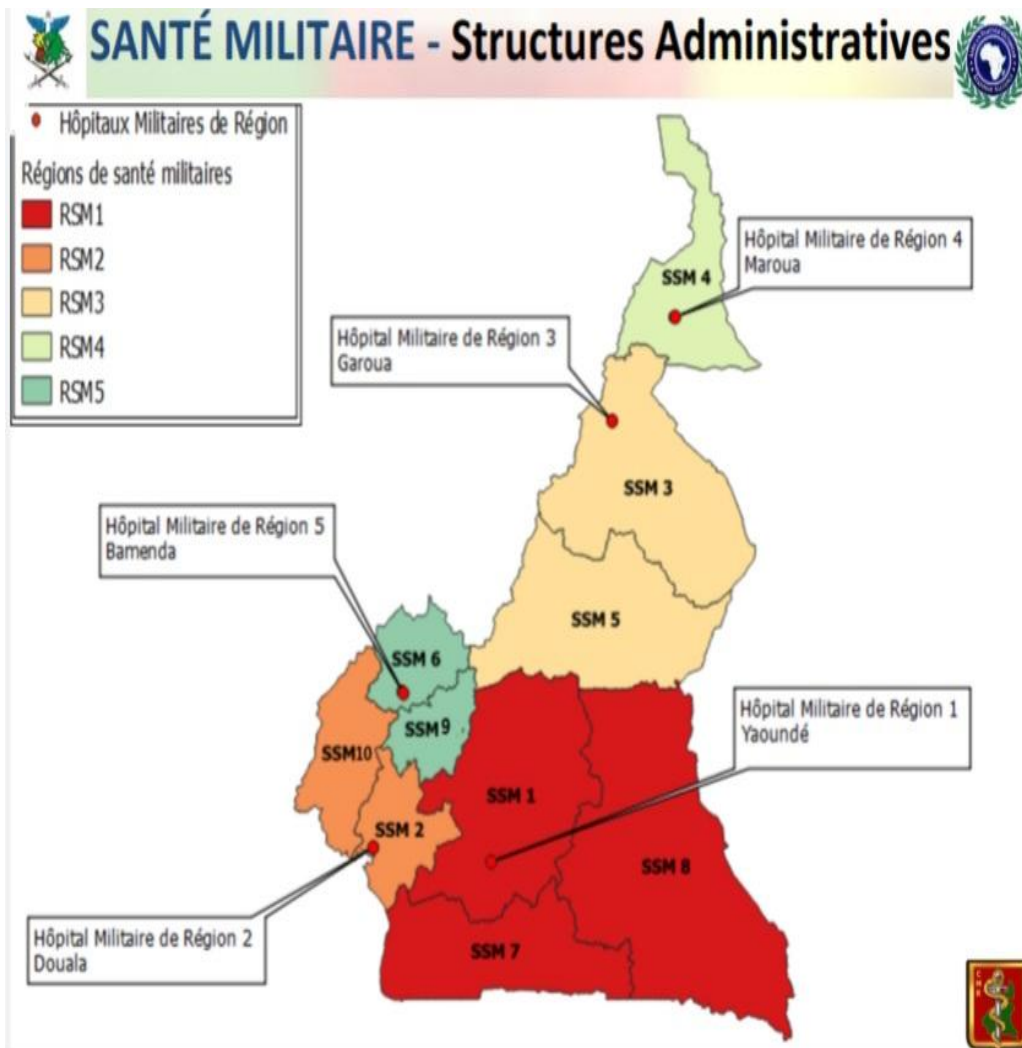 SANTÉ MILITAIRE - Structures Administratives
Hôpitaux Militaires de Région
Régions de santé militaires
RSM1
RSM2
RSM3
RSM4
RSM5
Hôpital Militaire de Région 4
Maroua
SSM 4
Hôpital Militaire de Région 3
Garoua
SSM 3
Hôpital Militaire de Région 5
Bamenda
SSM 5
SSM 6
Hôpital Militaire de Région 1
Yaoundé
SSM 9
SSM10
SSM 1
SSM 2
SSM 8
Hôpital Militaire de Région 2
Douala
SSM 7